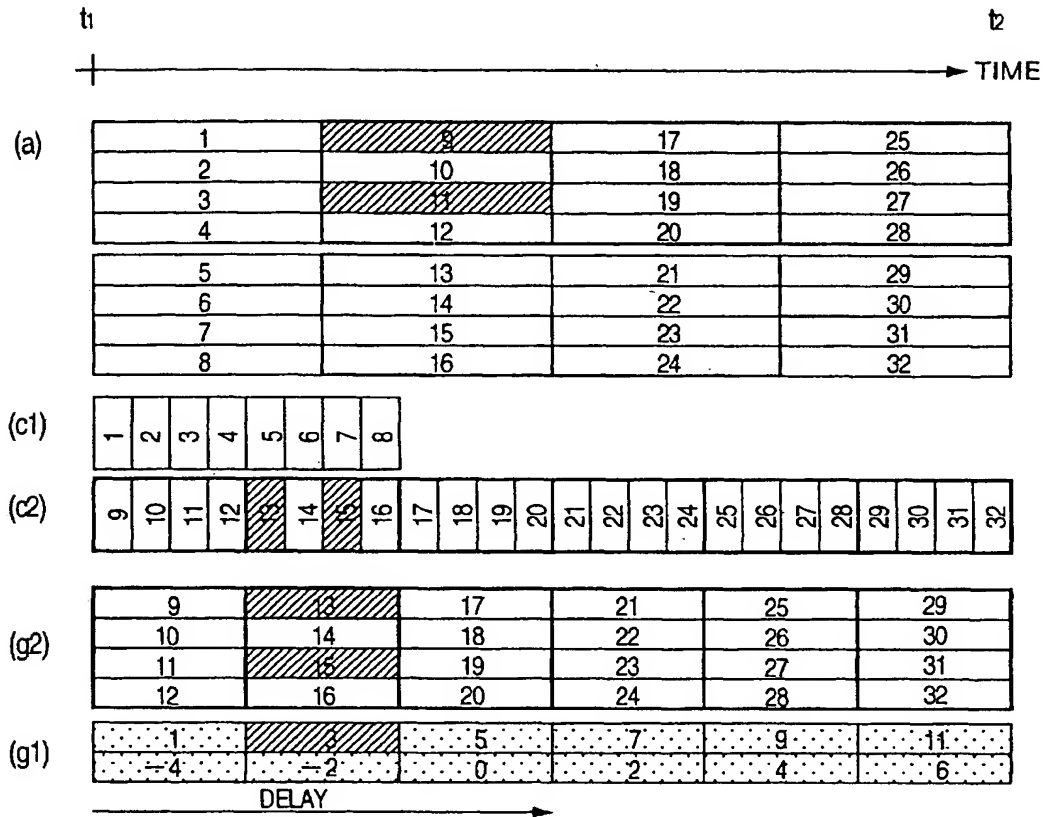 t1 t2
TIME
(a)
1 9 17 25
2 10 18 26
3 11 19 27
4 12 20 28
5 13 21 29
6 14 22 30
7 15 23 31
8 16 24 32
(c1) 1 2 3 4 5 6 7 8
(c2) 9 10 11 12 13 14 15 16 17 18 19 20 21 22 23 24 25 26 27 28 29 30 31 32
(g2)
9 13 17 21 25 29
10 14 18 22 26 30
11 15 19 23 27 31
12 16 20 24 28 32
(g1)
1 3 5 7 9 11
-4 -2 0 2 4 6
DELAY